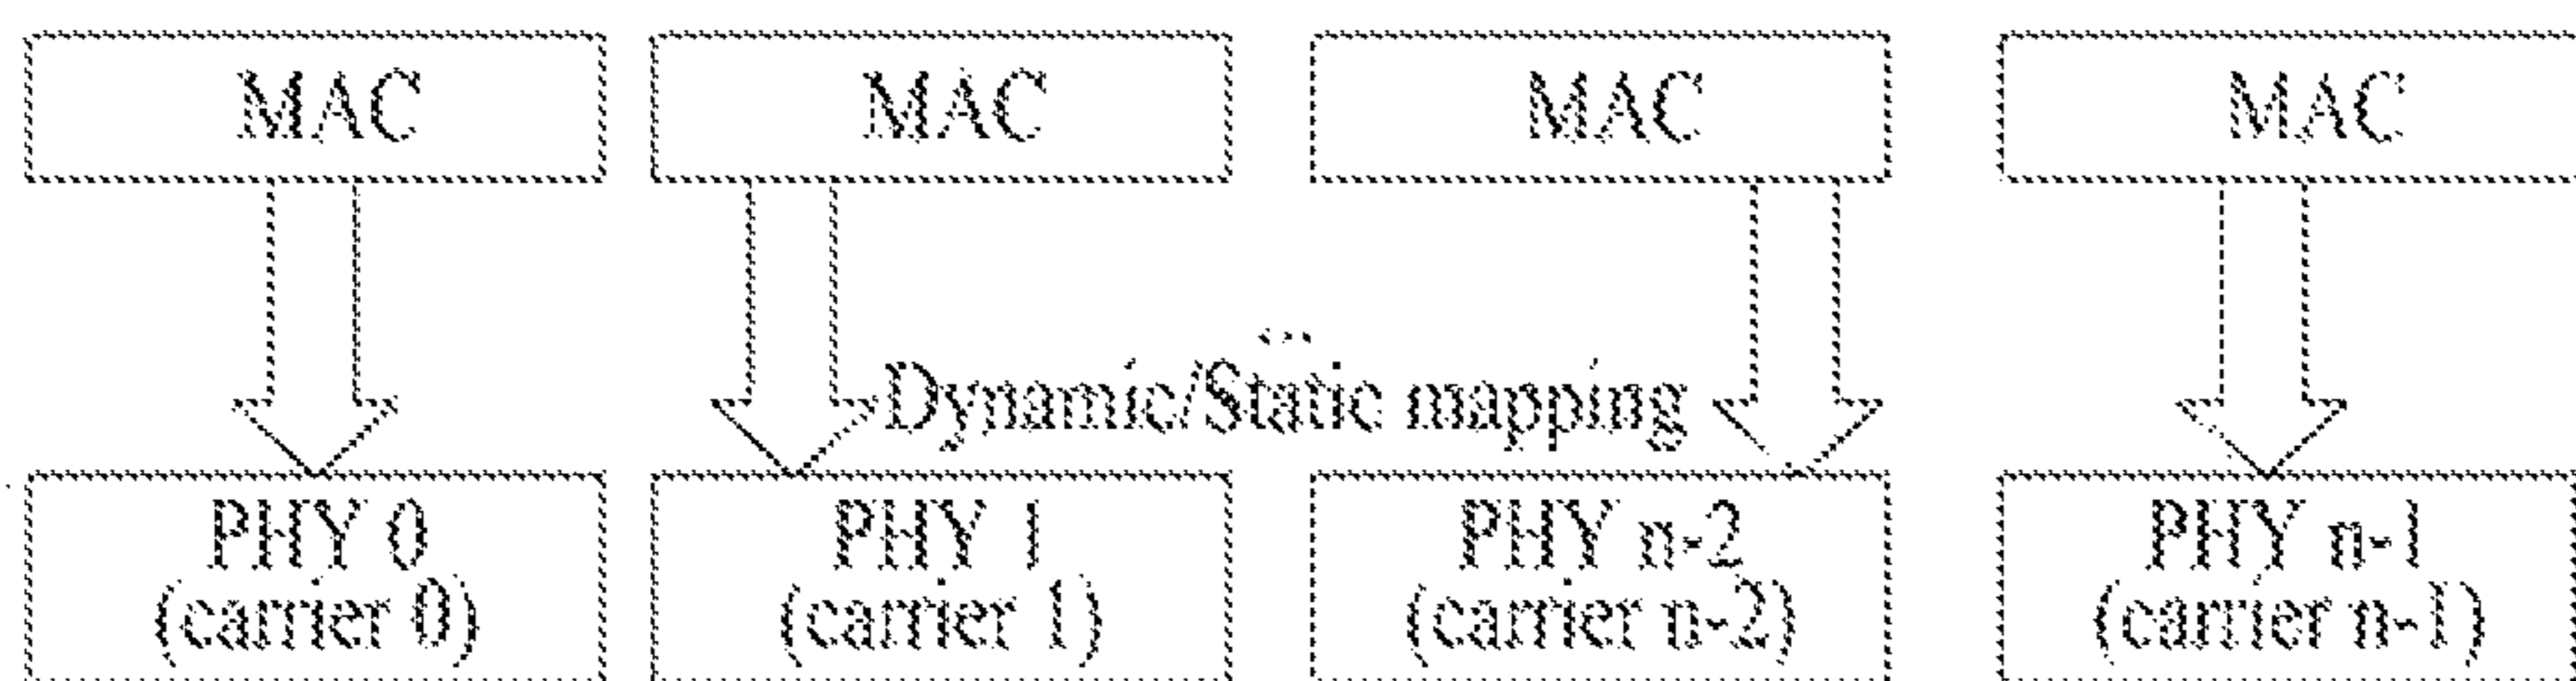 MAC
MAC
MAC
MAC
...
Dynamic/Static mapping
PHY 0
(carrier 0)
PHY 1
(carrier 1)
PHY n-2
(carrier n-2)
PHY n-1
(carrier n-1)